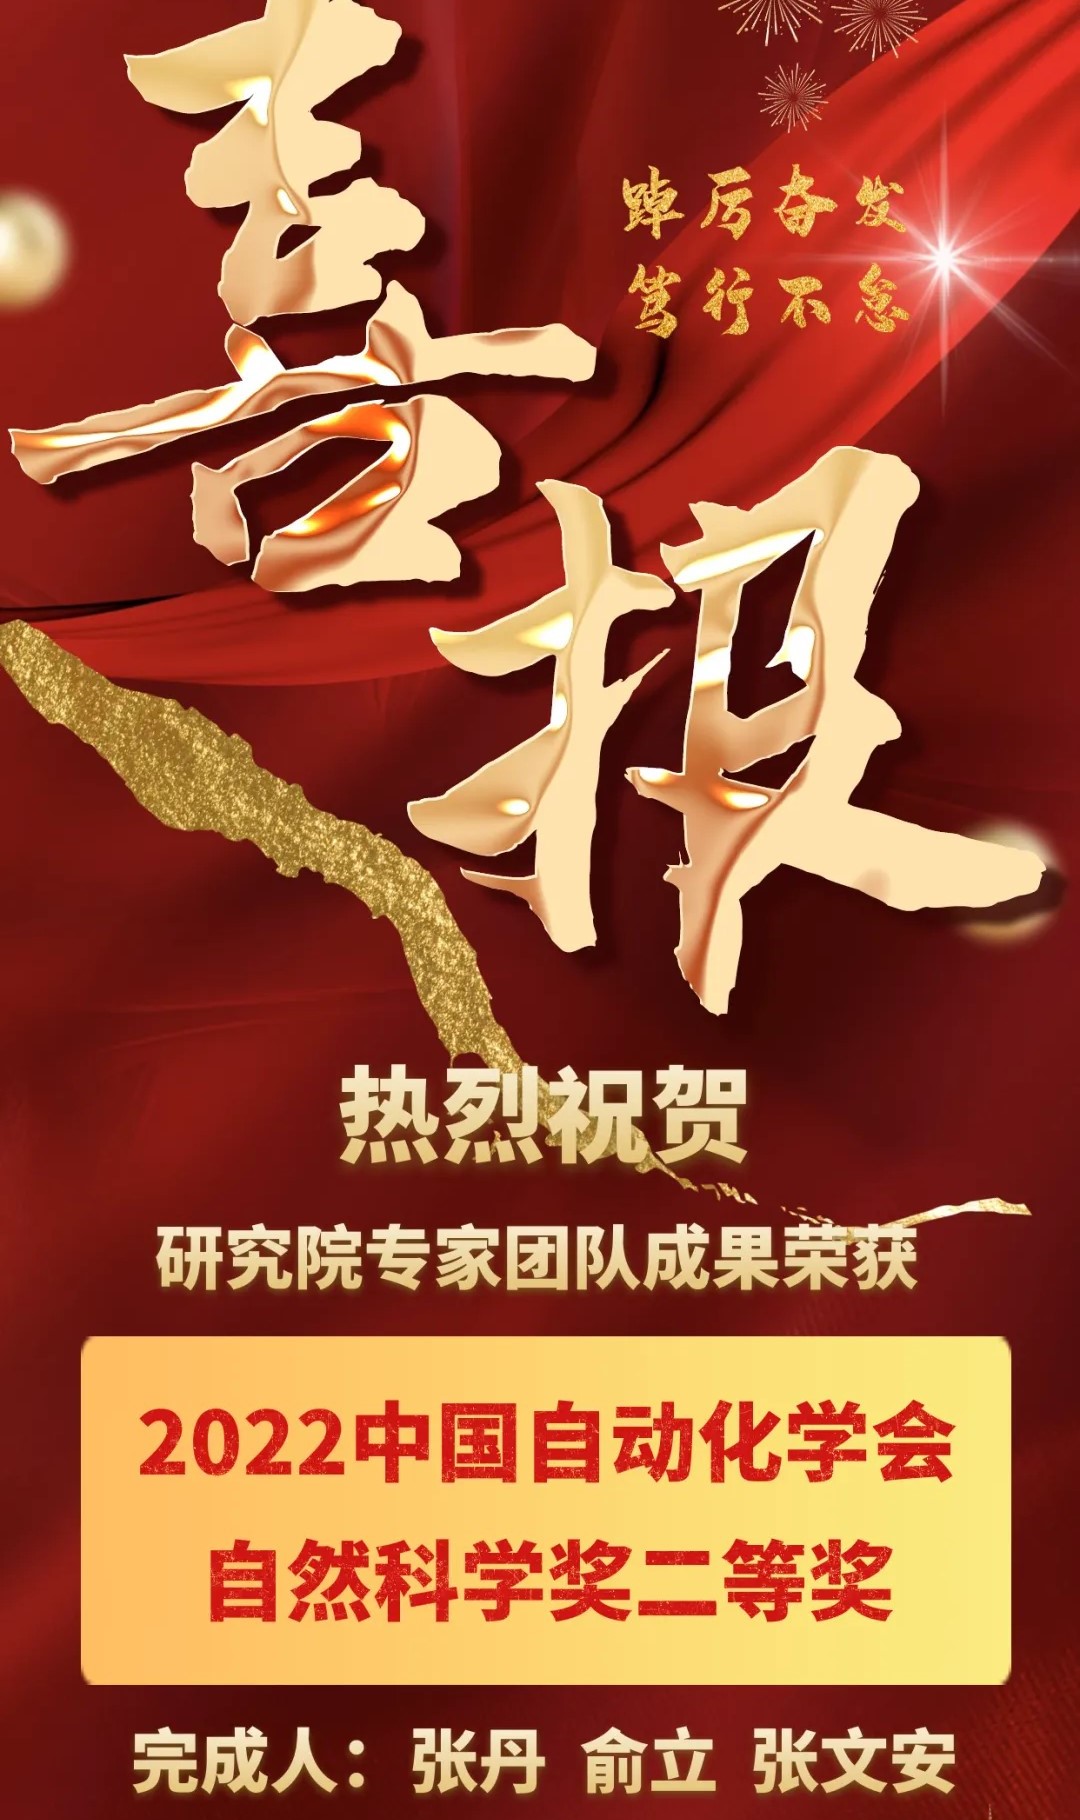 喜报
踔厉奋发
笃行不怠
热烈祝贺
研究院专家团队成果荣获
2022中国自动化学会
自然科学奖二等奖
完成人：张丹 俞立 张文安